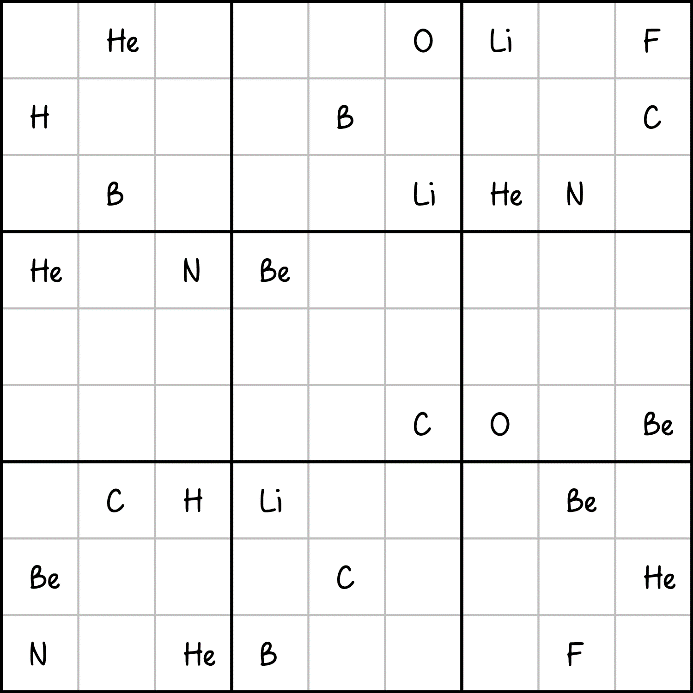 He O Li F
H B C
B Li He N
He N Be
C O Be
C H Li Be
Be C He
N He B F